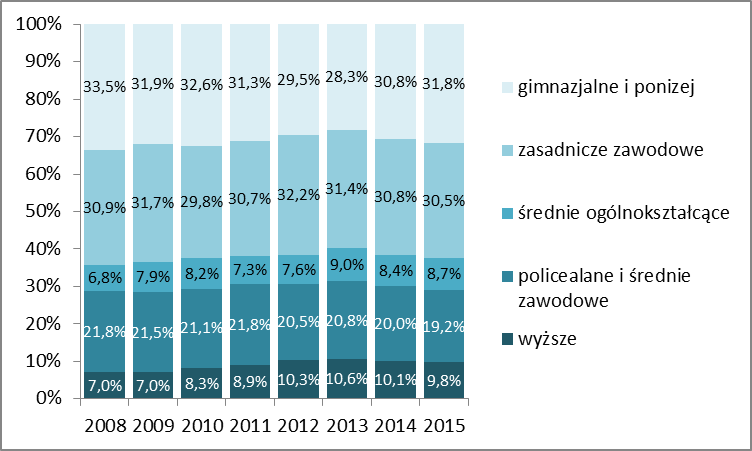 100%
90%
80%
70%
60%
50%
40%
30%
20%
10%
0%
33,5% 31,9% 32,6% 31,3% 29,5% 28,3% 30,8% 31,8%
30,9% 31,7% 29,8% 30,7% 32,2% 31,4% 30,8% 30,5%
6,8% 7,9% 8,2% 7,3% 7,6% 9,0% 8,4% 8,7%
21,8% 21,5% 21,1% 21,8% 20,5% 20,8% 20,0% 19,2%
7,0% 7,0% 8,3% 8,9% 10,3% 10,6% 10,1% 9,8%
2008 2009 2010 2011 2012 2013 2014 2015
gimnazjalne i ponizej
zasadnicze zawodowe
średnie ogólnokształcące
policealane i średnie
zawodowe
wyższe